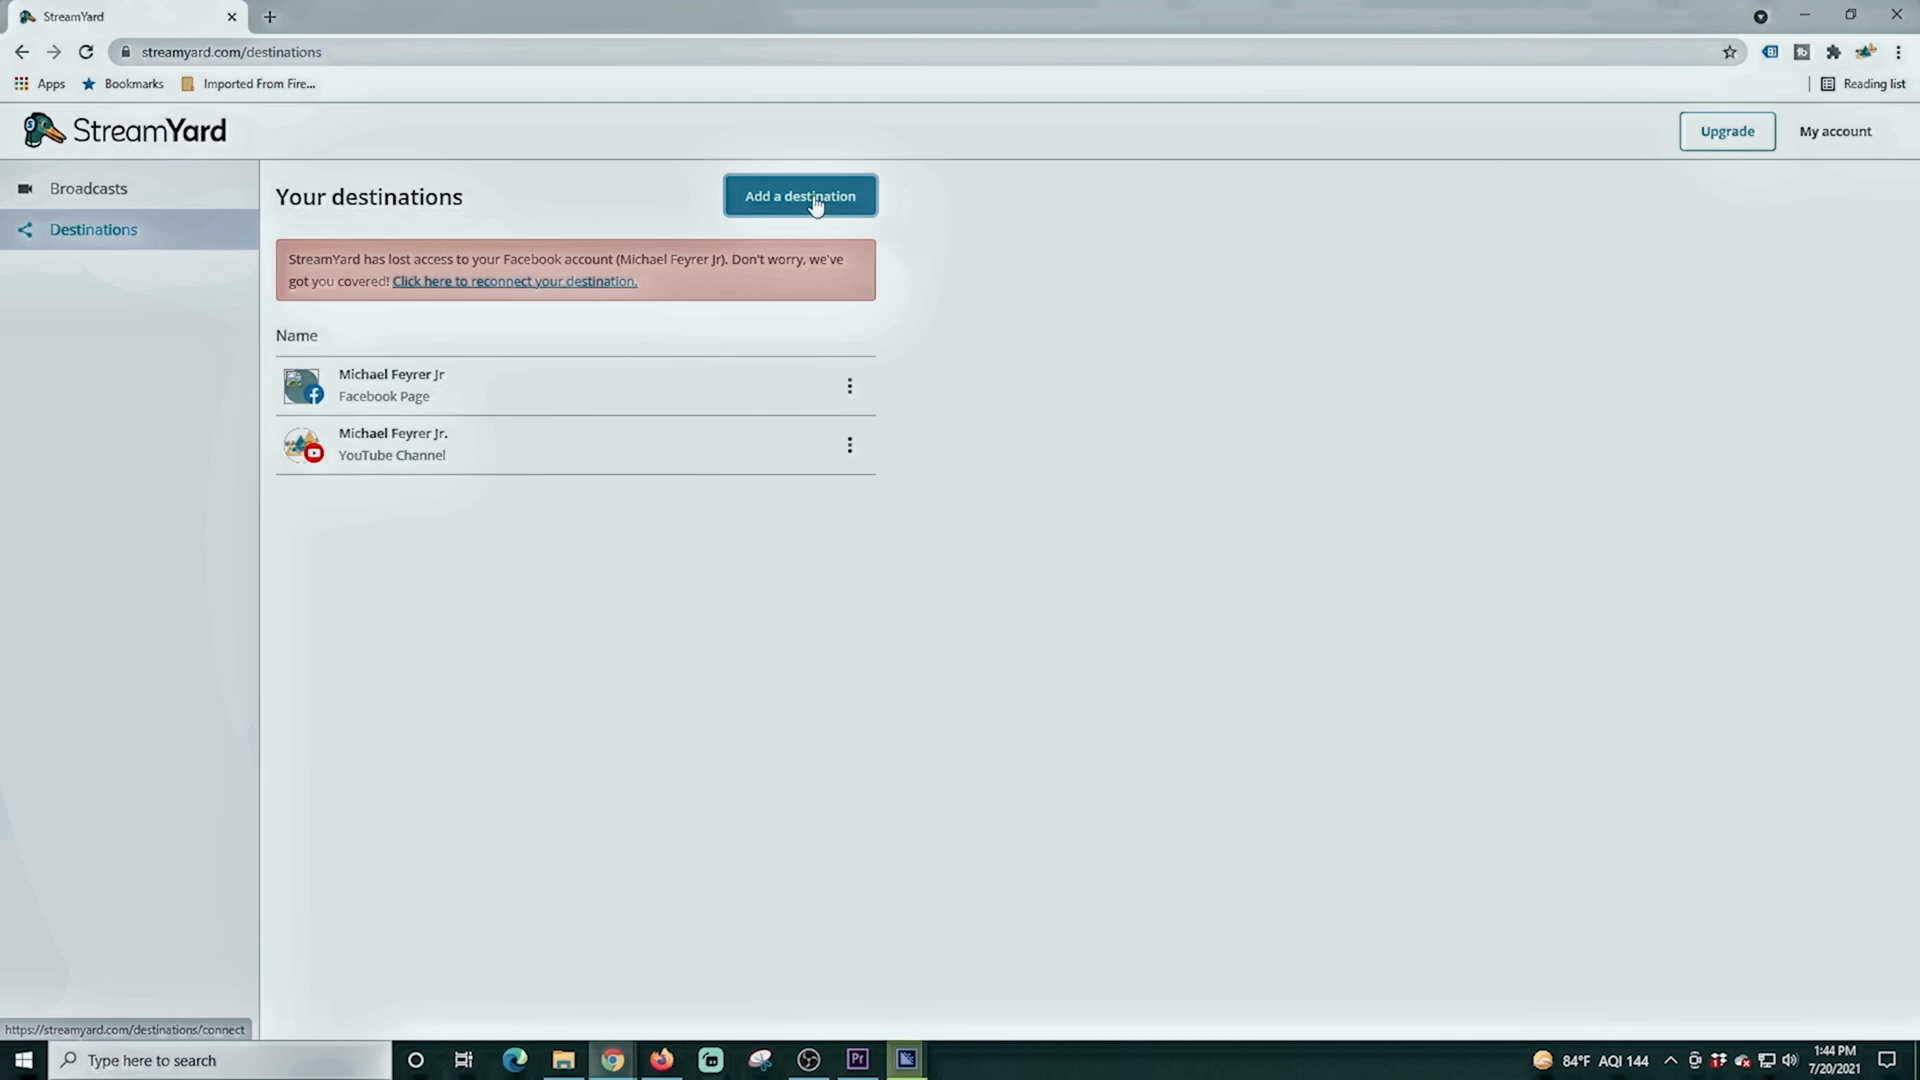 StreamYard
streamyard.com/destinations
Apps
Bookmarks
Imported From Fire...
Reading list
StreamYard
Upgrade
My account
Broadcasts
Destinations
Your destinations
Add a destination
StreamYard has lost access to your Facebook account (Michael Feyrer Jr). Don't worry, we've
got you covered! Click here to reconnect your destination.
Name
Michael Feyrer Jr
Facebook Page
Michael Feyrer Jr.
YouTube Channel
https://streamyard.com/destinations/connect
Type here to search
Pr
84°F AQI 144
1:44 PM
7/20/2021